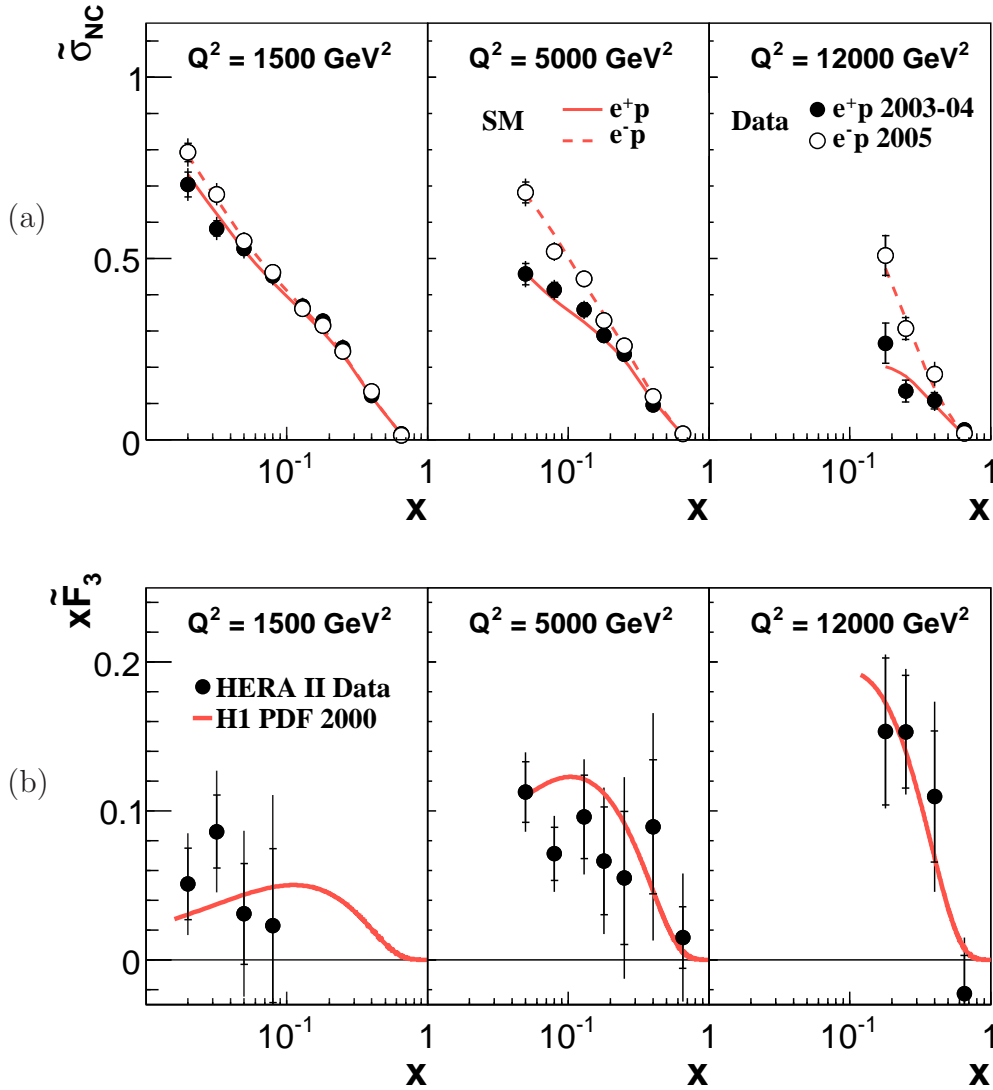 (a)
σ̃NC
Q² = 1500 GeV²
Q² = 5000 GeV²
Q² = 12000 GeV²
SM
e⁺p
e⁻p
Data
e⁺p 2003-04
e⁻p 2005
1
0.5
0
10⁻¹ 1
10⁻¹ 1
10⁻¹ 1
x
x
x
(b)
xF̃₃
Q² = 1500 GeV²
Q² = 5000 GeV²
Q² = 12000 GeV²
HERA II Data
H1 PDF 2000
0.2
0.1
0
10⁻¹ 1
10⁻¹ 1
10⁻¹ 1
x
x
x